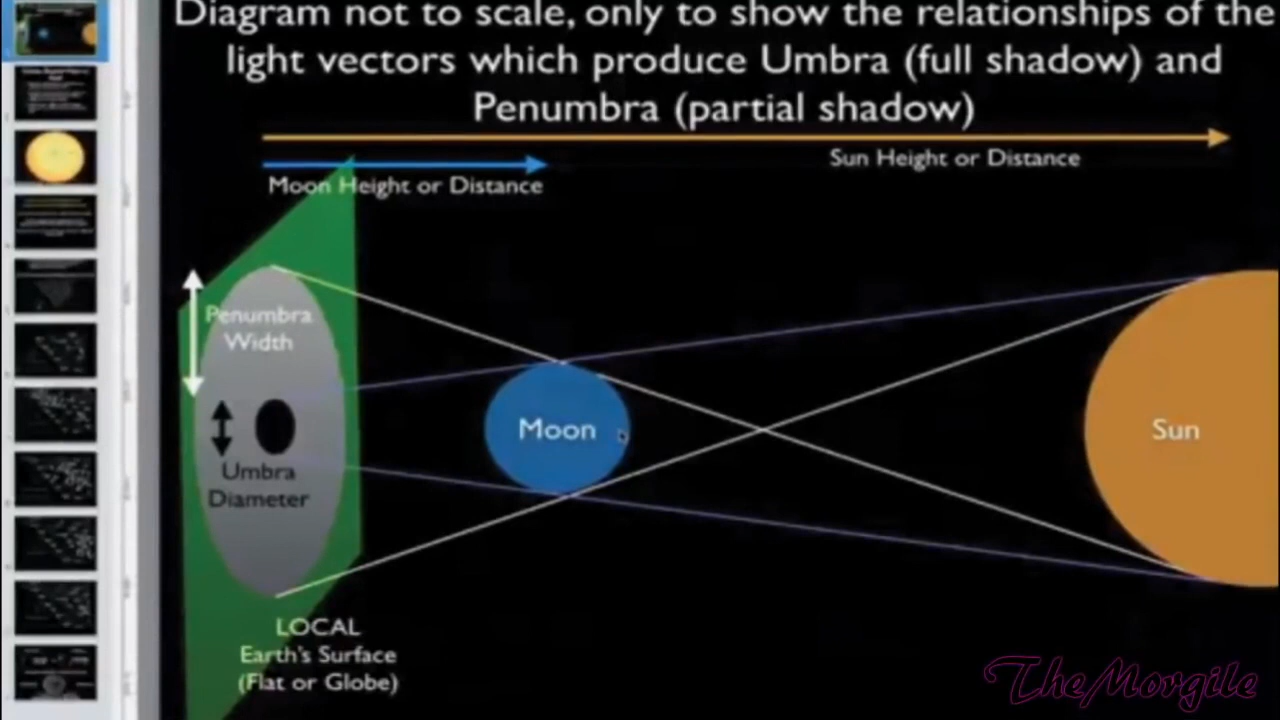 Diagram not to scale, only to show the relationships of the
light vectors which produce Umbra (full shadow) and
Penumbra (partial shadow)
Sun Height or Distance
Moon Height or Distance
Penumbra
Width
Moon
Sun
Umbra
Diameter
LOCAL
Earth's Surface
(Flat or Globe)
TheMorgile